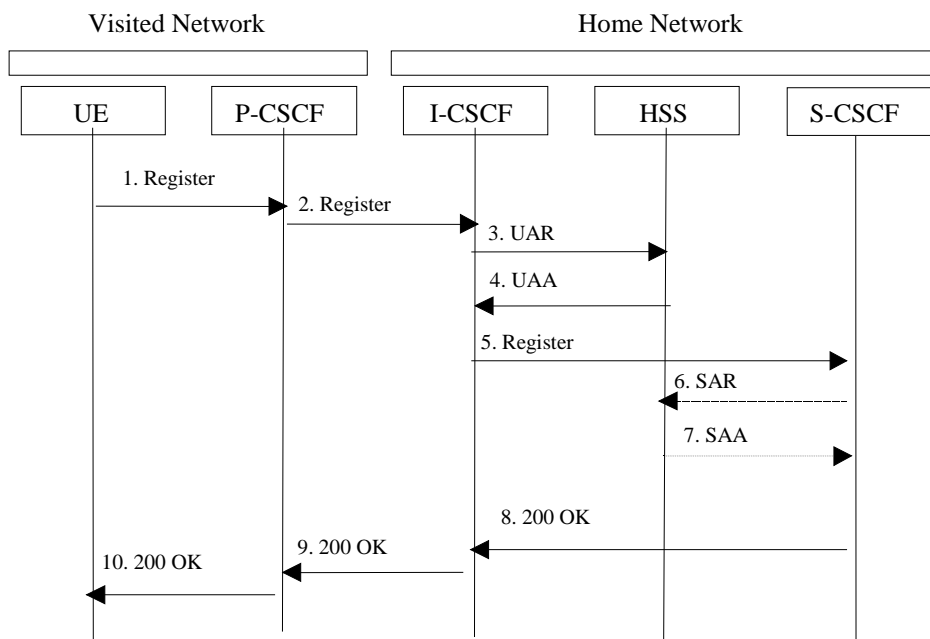 Visited Network
Home Network
UE
P-CSCF
I-CSCF
HSS
S-CSCF
1. Register
2. Register
3. UAR
4. UAA
5. Register
6. SAR
7. SAA
8. 200 OK
9. 200 OK
10. 200 OK